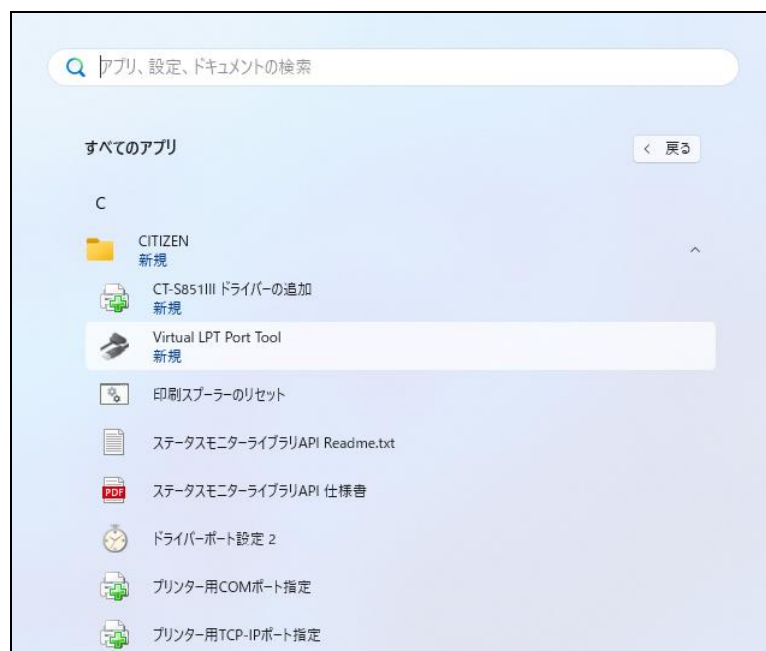 アプリ、設定、ドキュメントの検索
すべてのアプリ
< 戻る
C
CITIZEN
新規
CT-S851III ドライバーの追加
新規
Virtual LPT Port Tool
新規
印刷スプーラーのリセット
ステータスモニターライブラリAPI Readme.txt
PDF
ステータスモニターライブラリAPI 仕様書
ドライバーポート設定 2
プリンター用COMポート指定
プリンター用TCP-IPポート指定